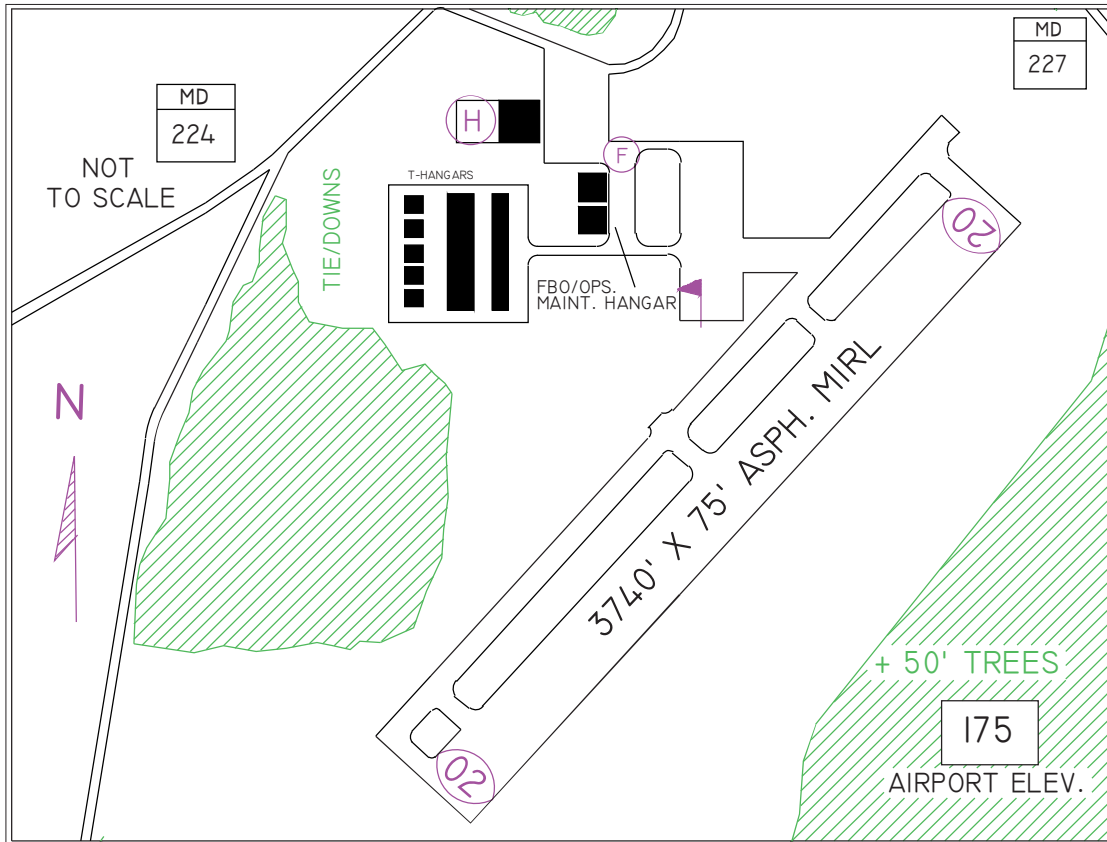 MD
227
MD
224
NOT
TO SCALE
H
F
T-HANGARS
TIE/DOWNS
FBO/OPS.
MAINT. HANGAR
20
N
3740' X 75' ASPH. MIRL
+ 50' TREES
175
AIRPORT ELEV.
02